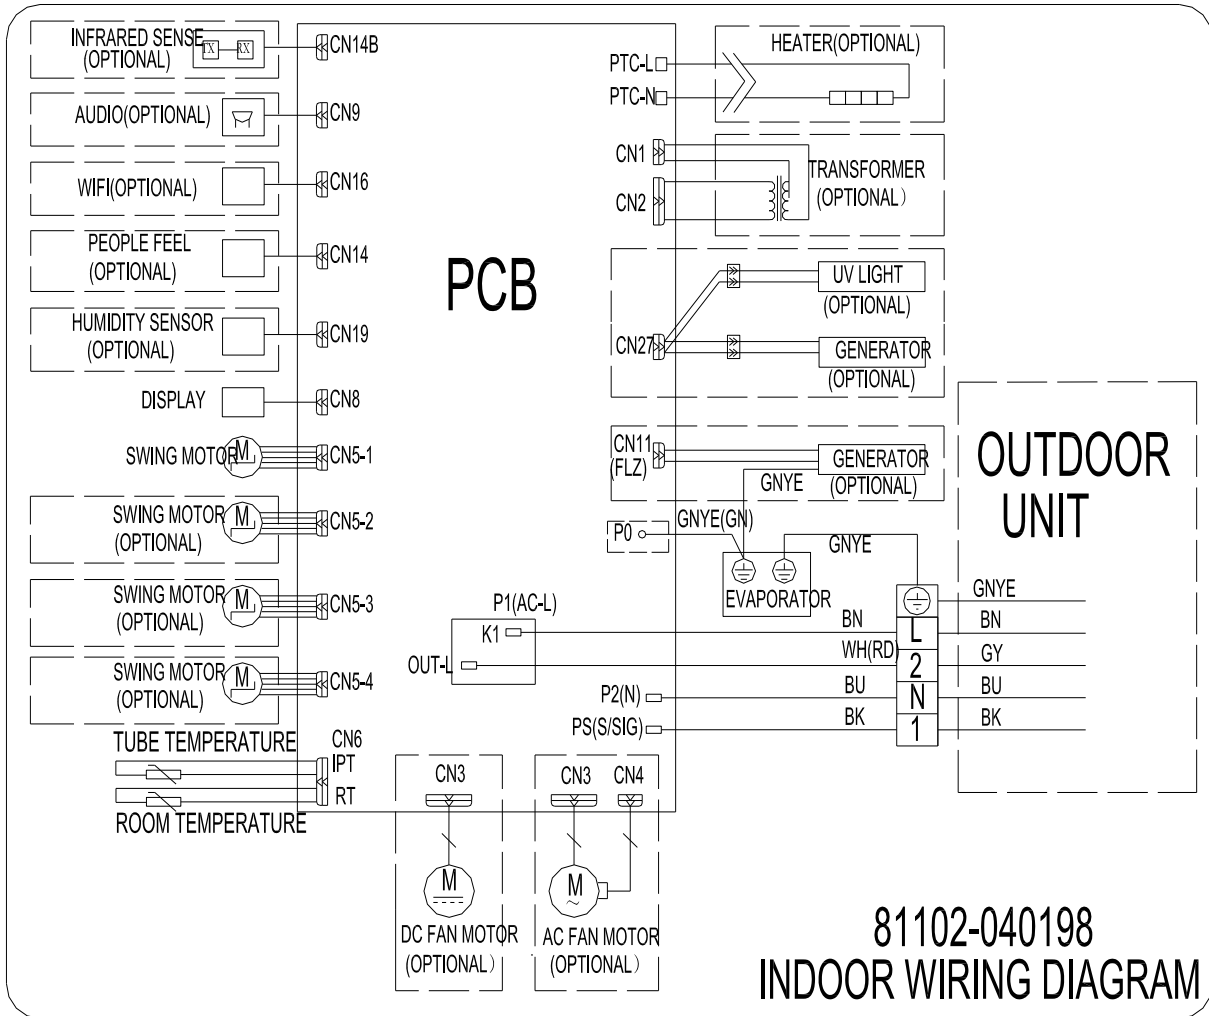 INFRARED SENSE
TX RX
(OPTIONAL)
CN14B
AUDIO(OPTIONAL)
CN9
WIFI(OPTIONAL)
CN16
PEOPLE FEEL
(OPTIONAL)
CN14
HUMIDITY SENSOR
(OPTIONAL)
CN19
DISPLAY
CN8
SWING MOTOR
M
CN5-1
SWING MOTOR
(OPTIONAL)
M
CN5-2
SWING MOTOR
(OPTIONAL)
M
CN5-3
SWING MOTOR
(OPTIONAL)
M
CN5-4
TUBE TEMPERATURE
CN6
IPT
RT
ROOM TEMPERATURE
PCB
P1(AC-L)
K1
OUT-L
P2(N)
PS(S/SIG)
CN3
M
DC FAN MOTOR
(OPTIONAL)
CN3 CN4
M
~
AC FAN MOTOR
(OPTIONAL)
HEATER(OPTIONAL)
PTC-L
PTC-N
CN1
CN2
TRANSFORMER
(OPTIONAL)
UV LIGHT
(OPTIONAL)
CN27
GENERATOR
(OPTIONAL)
CN11
(FLZ)
GENERATOR
(OPTIONAL)
GNYE
P0
GNYE(GN)
GNYE
EVAPORATOR
BN
WH(RD)
BU
BK
L
2
N
1
GNYE
BN
GY
BU
BK
OUTDOOR
UNIT
81102-040198
INDOOR WIRING DIAGRAM